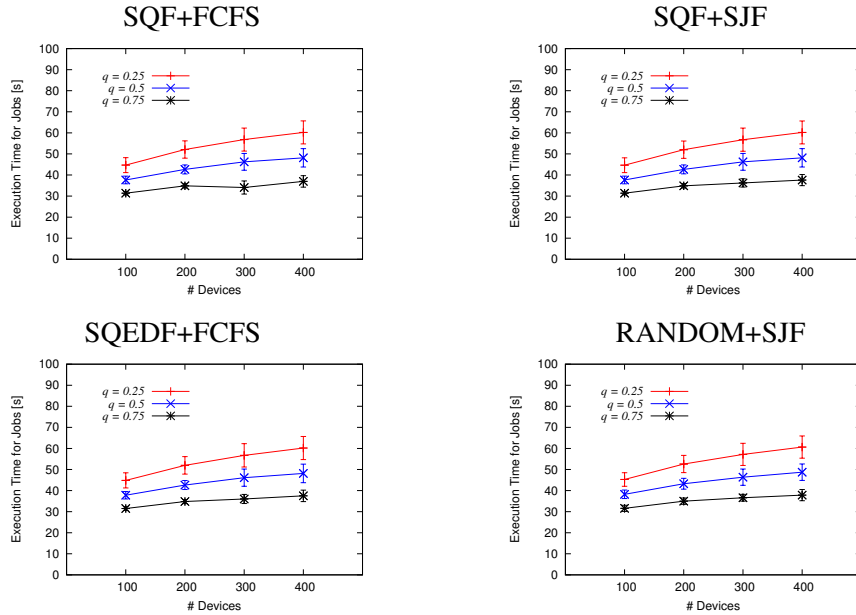 SQF+FCFS
100
90
80
70
60
50
40
30
20
10
0
Execution Time for Jobs [s]
q = 0.25
q = 0.5
q = 0.75
100 200 300 400
# Devices
SQF+SJF
100
90
80
70
60
50
40
30
20
10
0
Execution Time for Jobs [s]
q = 0.25
q = 0.5
q = 0.75
100 200 300 400
# Devices
SQEDF+FCFS
100
90
80
70
60
50
40
30
20
10
0
Execution Time for Jobs [s]
q = 0.25
q = 0.5
q = 0.75
100 200 300 400
# Devices
RANDOM+SJF
100
90
80
70
60
50
40
30
20
10
0
Execution Time for Jobs [s]
q = 0.25
q = 0.5
q = 0.75
100 200 300 400
# Devices